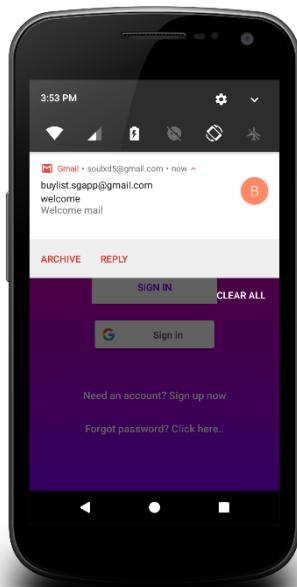 3:53 PM
Gmail • soulxd5@gmail.com • now
buylist.sgapp@gmail.com
welcome
Welcome mail
B
ARCHIVE REPLY
SIGN IN
CLEAR ALL
G Sign in
Need an account? Sign up now
Forgot password? Click here..